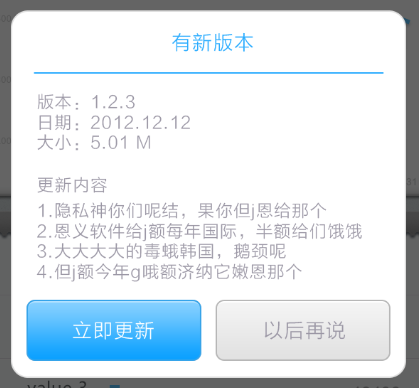 有新版本
版本：1.2.3
日期：2012.12.12
大小：5.01 M
更新内容
1.隐私神你们呢结，果你但j恩给那个
2.恩义软件给j额每年国际，半额给们饿饿
3.大大大大的毒蛾韩国，鹅颈呢
4.但j额今年g哦额济纳它嫩恩那个
立即更新
以后再说